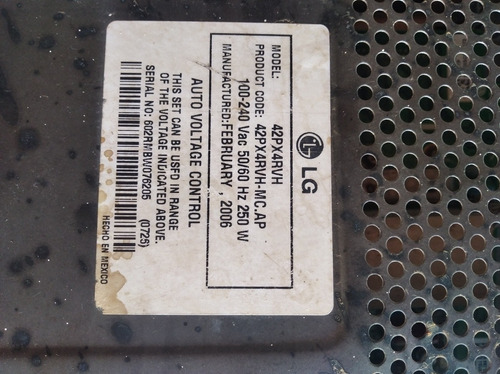 LG
MODEL: 42PX4RVH
PRODUCT CODE: 42PX4RVH-MC.AP
100-240 Vac 50/60 Hz 250 W
MANUFACTURED:FEBRUARY , 2006
AUTO VOLTAGE CONTROL
THIS SET CAN BE USED IN RANGE
OF THE VOLTAGE INDICATED ABOVE.
SERIAL NO: 602RMBW076205 (0725)
HECHO EN MEXICO